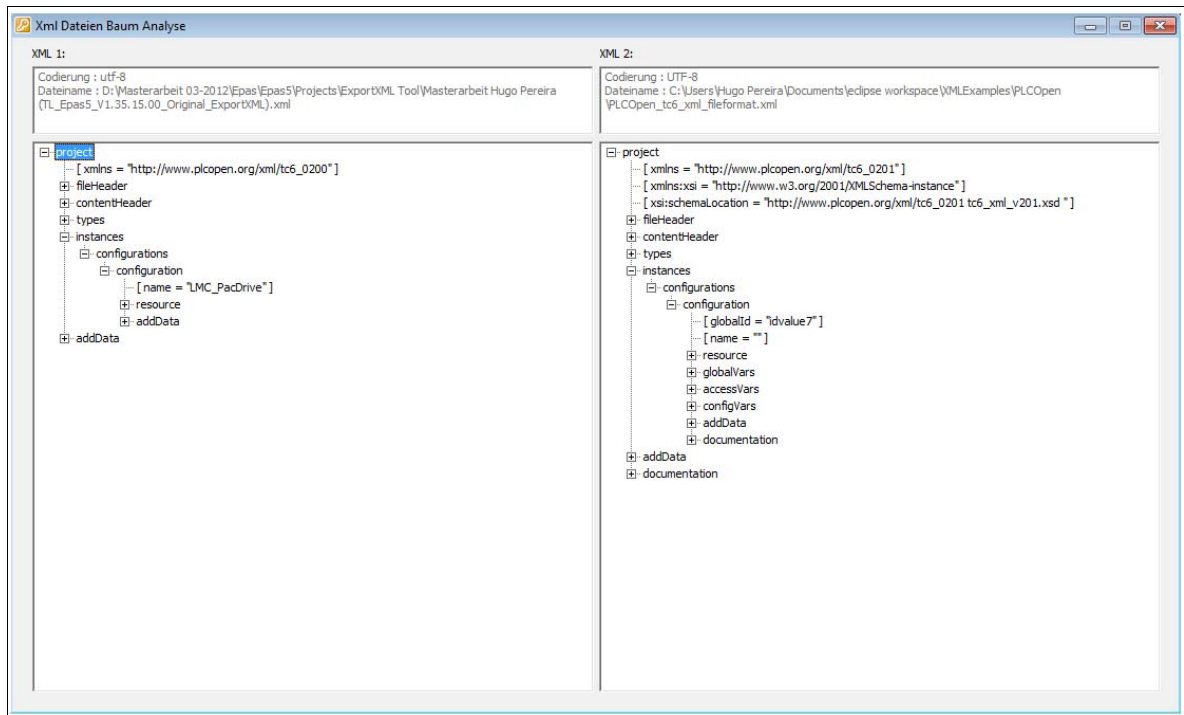 Xml Dateien Baum Analyse
XML 1:
Codierung : utf-8
Dateiname : D:\Masterarbeit 03-2012\Epas\Epas5\Projects\ExportXML Tool\Masterarbeit Hugo Pereira
(TL_Epas5_V1.35.15.00_Original_ExportXML).xml
project
[ xmlns = "http://www.plcopen.org/xml/tc6_0200" ]
fileHeader
contentHeader
types
instances
configurations
configuration
[ name = "LMC_PacDrive" ]
resource
addData
addData
XML 2:
Codierung : UTF-8
Dateiname : C:\Users\Hugo Pereira\Documents\eclipse workspace\XMLExamples\PLCOpen
\PLCOpen_tc6_xml_fileformat.xml
project
[ xmlns = "http://www.plcopen.org/xml/tc6_0201" ]
[ xmlns:xsi = "http://www.w3.org/2001/XMLSchema-instance" ]
[ xsi:schemaLocation = "http://www.plcopen.org/xml/tc6_0201 tc6_xml_v201.xsd " ]
fileHeader
contentHeader
types
instances
configurations
configuration
[ globalId = "idvalue7" ]
[ name = "" ]
resource
globalVars
accessVars
configVars
addData
documentation
addData
documentation